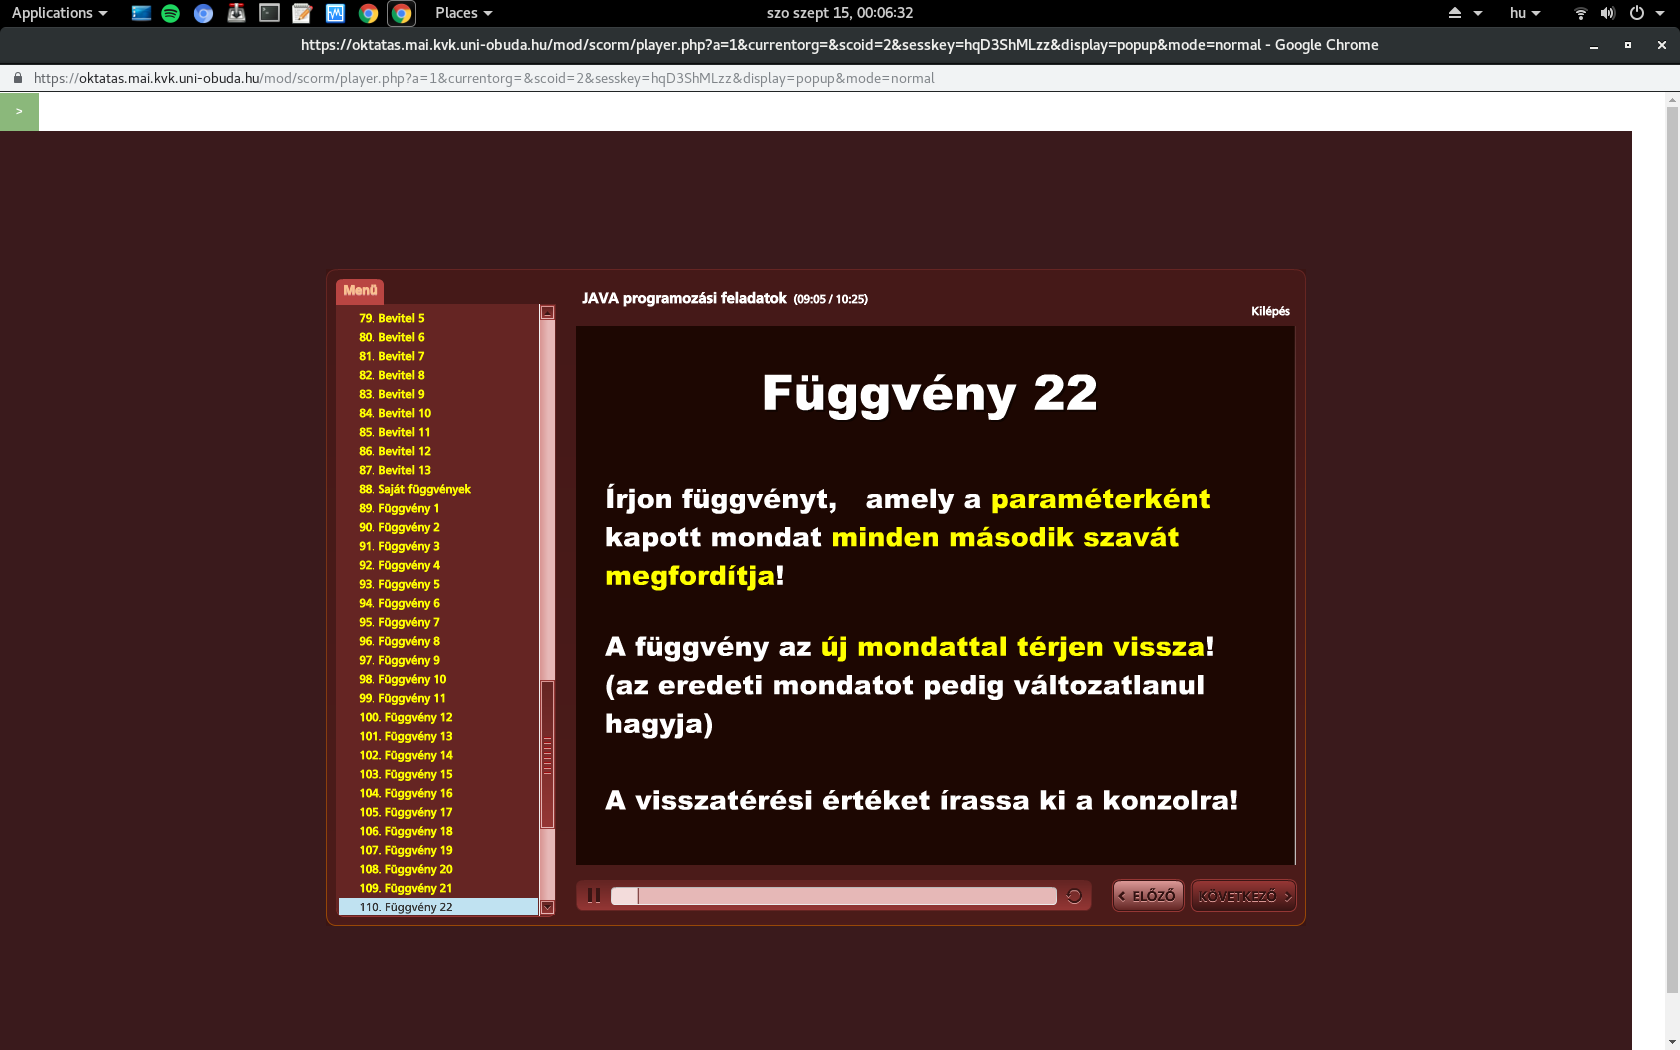 Applications
Places
szo szept 15, 00:06:32
hu
https://oktatas.mai.kvk.uni-obuda.hu/mod/scorm/player.php?a=1&currentorg=&scoid=2&sesskey=hqD3ShMLzz&display=popup&mode=normal - Google Chrome
https://oktatas.mai.kvk.uni-obuda.hu/mod/scorm/player.php?a=1&currentorg=&scoid=2&sesskey=hqD3ShMLzz&display=popup&mode=normal
>
Menü
79. Bevitel 5
80. Bevitel 6
81. Bevitel 7
82. Bevitel 8
83. Bevitel 9
84. Bevitel 10
85. Bevitel 11
86. Bevitel 12
87. Bevitel 13
88. Saját függvények
89. Függvény 1
90. Függvény 2
91. Függvény 3
92. Függvény 4
93. Függvény 5
94. Függvény 6
95. Függvény 7
96. Függvény 8
97. Függvény 9
98. Függvény 10
99. Függvény 11
100. Függvény 12
101. Függvény 13
102. Függvény 14
103. Függvény 15
104. Függvény 16
105. Függvény 17
106. Függvény 18
107. Függvény 19
108. Függvény 20
109. Függvény 21
110. Függvény 22
JAVA programozási feladatok (09:05 / 10:25)
Kilépés
Függvény 22
Írjon függvényt, amely a paraméterként
kapott mondat minden második szavát
megfordítja!
A függvény az új mondattal térjen vissza!
(az eredeti mondatot pedig változatlanul
hagyja)
A visszatérési értéket írassa ki a konzolra!
< ELŐZŐ
KÖVETKEZŐ >